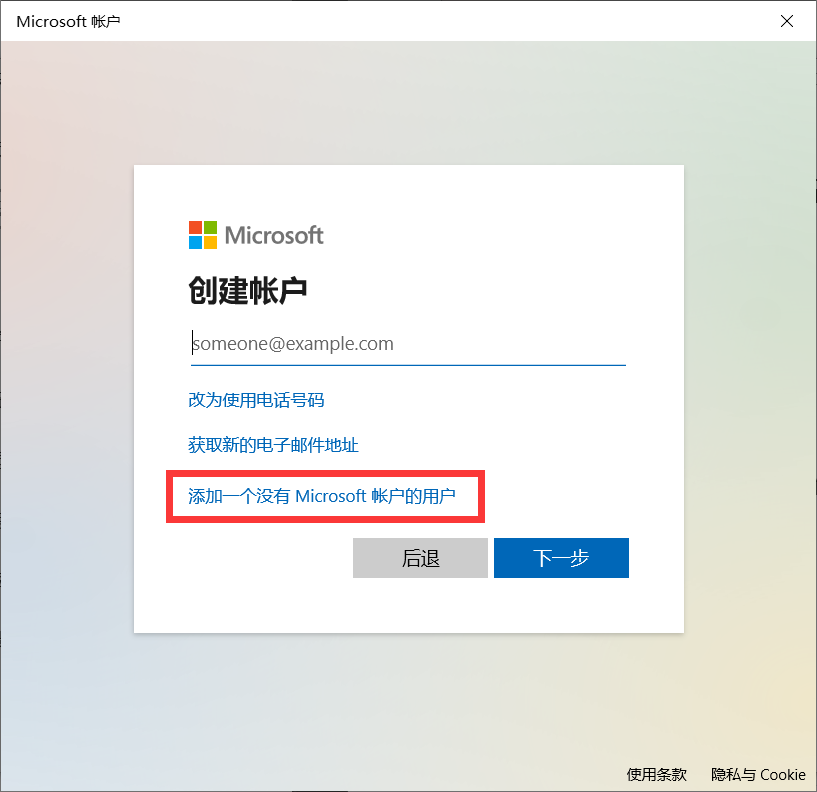 Microsoft 帐户
Microsoft
创建帐户
someone@example.com
改为使用电话号码
获取新的电子邮件地址
添加一个没有 Microsoft 帐户的用户
后退
下一步
使用条款
隐私与 Cookie